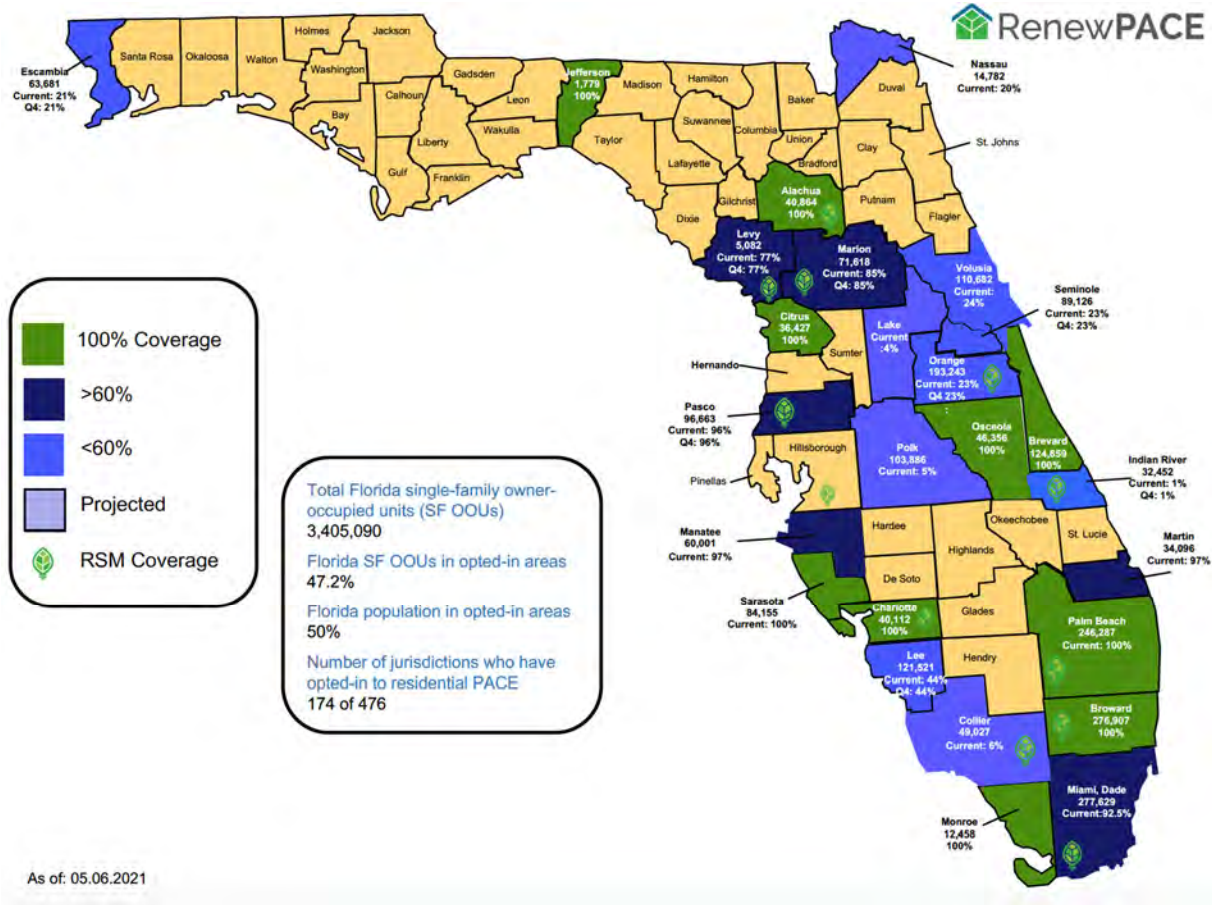 RenewPACE
Holmes
Jackson
Santa Rosa
Okaloosa
Walton
Washington
Escambia
63,681
Current: 21%
Q4: 21%
Gadsden
Calhoun
Leon
Bay
Liberty
Wakulla
Gulf
Franklin
Jefferson
1,779
100%
Madison
Hamilton
Taylor
Suwannee
Columbia
Lafayette
Baker
Union
Bradford
Nassau
14,782
Current: 20%
Duval
Clay
St. Johns
Putnam
Flagler
Gilchrist
Dixie
Alachua
40,864
100%
Levy
5,082
Current: 77%
Q4: 77%
Marion
71,618
Current: 85%
Q4: 85%
Volusia
110,682
Current:
24%
Seminole
89,126
Current: 23%
Q4: 23%
Citrus
36,427
100%
Lake
Current
:4%
Sumter
Orange
193,243
Current: 23%
Q4 23%
Hernando
Pasco
96,663
Current: 96%
Q4: 96%
Osceola
46,356
100%
Brevard
124,859
100%
Hillsborough
Pinellas
Polk
103,886
Current: 5%
Indian River
32,452
Current: 1%
Q4: 1%
Manatee
60,001
Current: 97%
Hardee
Okeechobee
Highlands
St. Lucie
Martin
34,096
Current: 97%
De Soto
Sarasota
84,155
Current: 100%
Charlotte
40,112
100%
Glades
Palm Beach
246,287
Current: 100%
Lee
121,521
Current: 44%
Q4: 44%
Hendry
Collier
49,027
Current: 6%
Broward
276,907
100%
Miami, Dade
277,629
Current:92.5%
Monroe
12,458
100%
100% Coverage
>60%
<60%
Projected
RSM Coverage
Total Florida single-family owner-
occupied units (SF OOUs)
3,405,090
Florida SF OOUs in opted-in areas
47.2%
Florida population in opted-in areas
50%
Number of jurisdictions who have
opted-in to residential PACE
174 of 476
As of: 05.06.2021